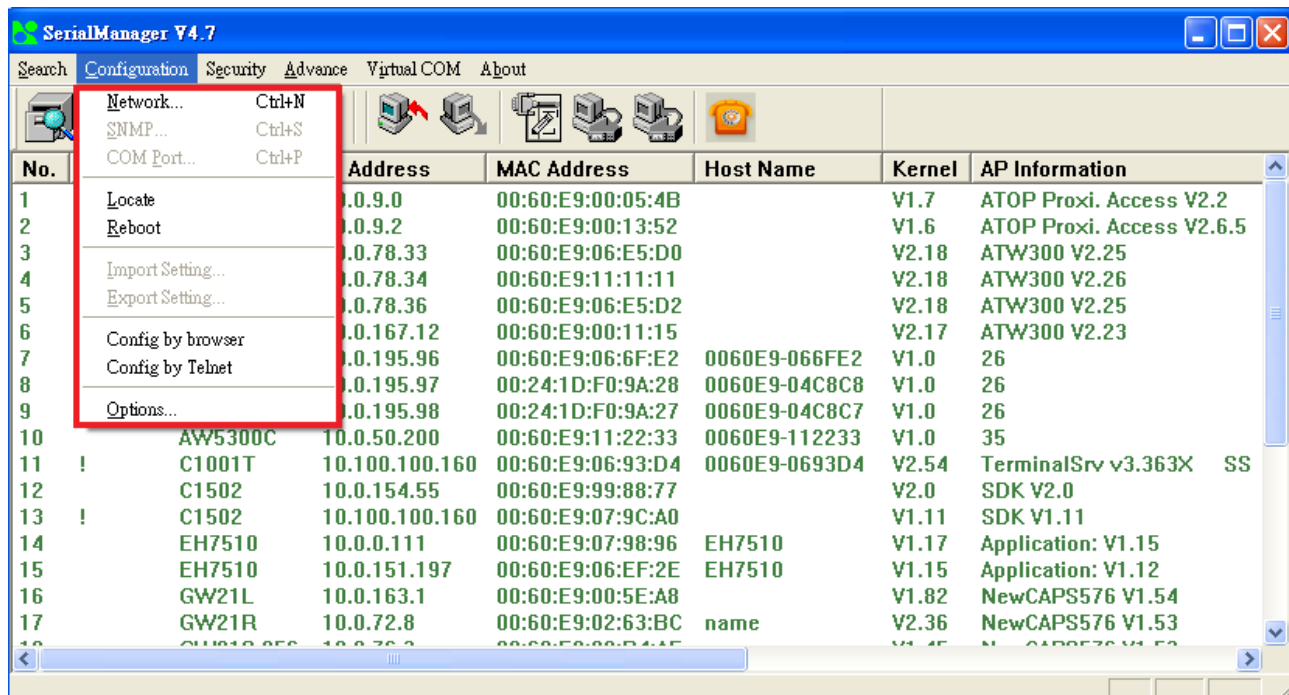 SerialManager V4.7
Search Configuration Security Advance Virtual COM About
Network... Ctrl+N
SNMP... Ctrl+S
COM Port... Ctrl+P
Locate
Reboot
Import Setting...
Export Setting...
Config by browser
Config by Telnet
Options...
No. Address MAC Address Host Name Kernel AP Information
1 .0.9.0 00:60:E9:00:05:4B V1.7 ATOP Proxi. Access V2.2
2 .0.9.2 00:60:E9:00:13:52 V1.6 ATOP Proxi. Access V2.6.5
3 .0.78.33 00:60:E9:06:E5:D0 V2.18 ATW300 V2.25
4 .0.78.34 00:60:E9:11:11:11 V2.18 ATW300 V2.26
5 .0.78.36 00:60:E9:06:E5:D2 V2.18 ATW300 V2.25
6 .0.167.12 00:60:E9:00:11:15 V2.17 ATW300 V2.23
7 .0.195.96 00:60:E9:06:6F:E2 0060E9-066FE2 V1.0 26
8 .0.195.97 00:24:1D:F0:9A:28 0060E9-04C8C8 V1.0 26
9 .0.195.98 00:24:1D:F0:9A:27 0060E9-04C8C7 V1.0 26
10 AW5300C 10.0.50.200 00:60:E9:11:22:33 0060E9-112233 V1.0 35
11 ! C1001T 10.100.100.160 00:60:E9:06:93:D4 0060E9-0693D4 V2.54 TerminalSrv v3.363X SS
12 C1502 10.0.154.55 00:60:E9:99:88:77 V2.0 SDK V2.0
13 ! C1502 10.100.100.160 00:60:E9:07:9C:A0 V1.11 SDK V1.11
14 EH7510 10.0.0.111 00:60:E9:07:98:96 EH7510 V1.17 Application: V1.15
15 EH7510 10.0.151.197 00:60:E9:06:EF:2E EH7510 V1.15 Application: V1.12
16 GW21L 10.0.163.1 00:60:E9:00:5E:A8 V1.82 NewCAPS576 V1.54
17 GW21R 10.0.72.8 00:60:E9:02:63:BC name V2.36 NewCAPS576 V1.53